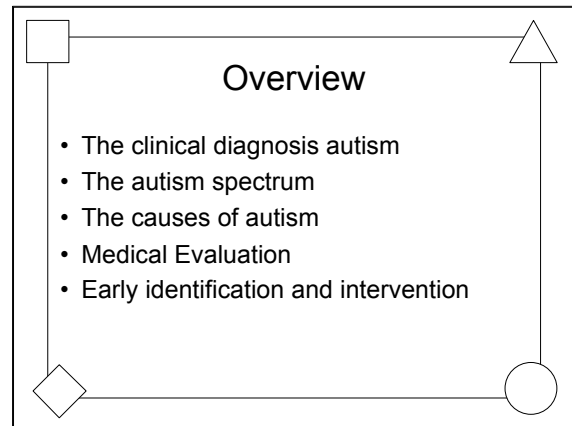 Overview
• The clinical diagnosis autism
• The autism spectrum
• The causes of autism
• Medical Evaluation
• Early identification and intervention